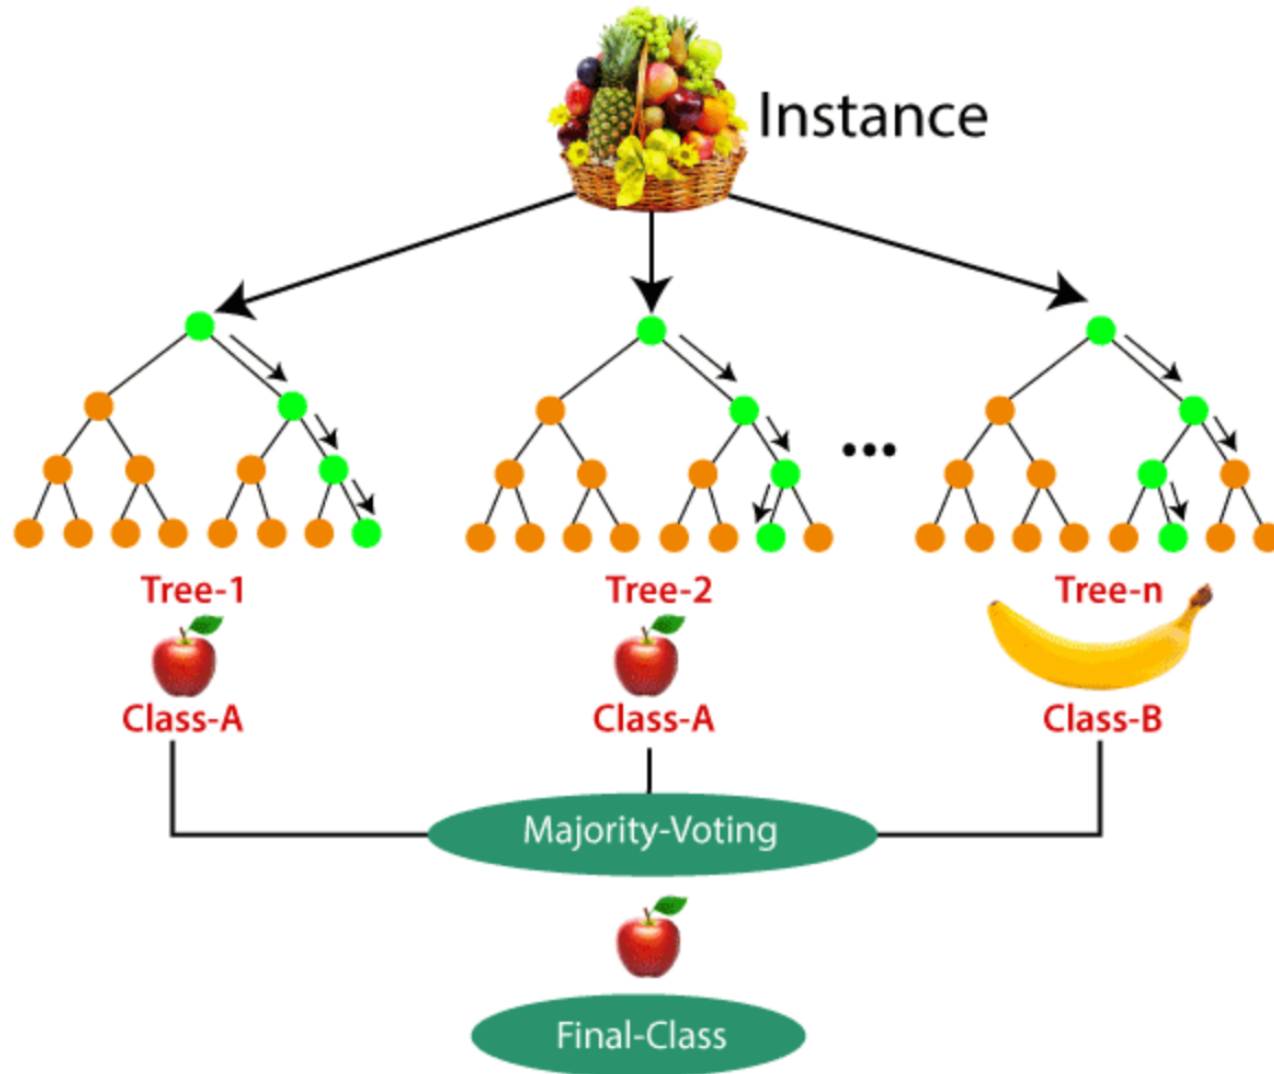 Instance
...
Tree-1
Tree-2
Tree-n
Class-A
Class-A
Class-B
Majority-Voting
Final-Class